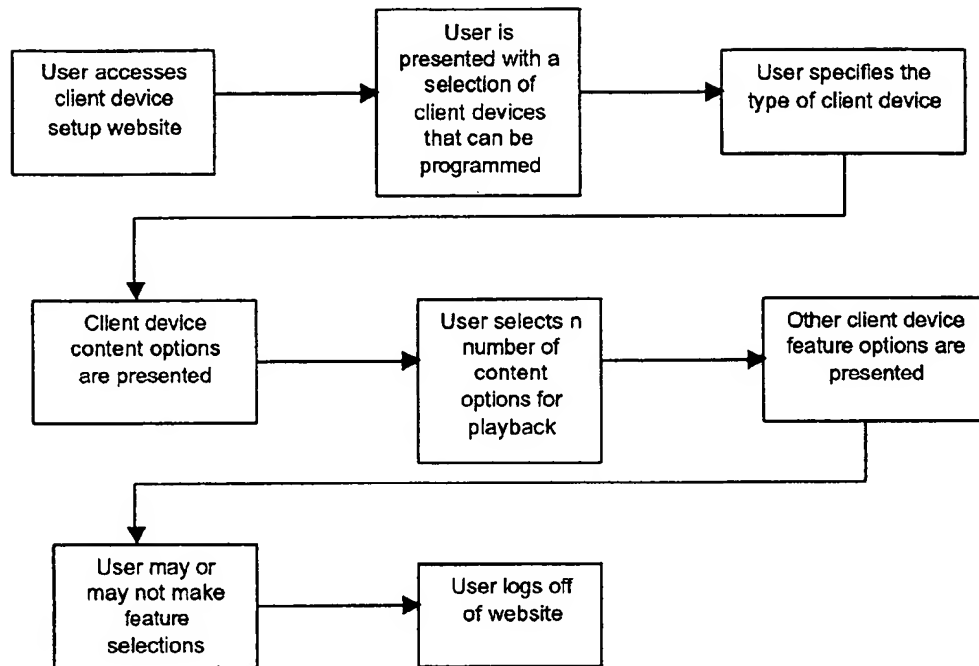 User accesses
client device
setup website
User is
presented with a
selection of
client devices
that can be
programmed
User specifies the
type of client device
Client device
content options
are presented
User selects n
number of
content
options for
playback
Other client device
feature options are
presented
User may or
may not make
feature
selections
User logs off
of website